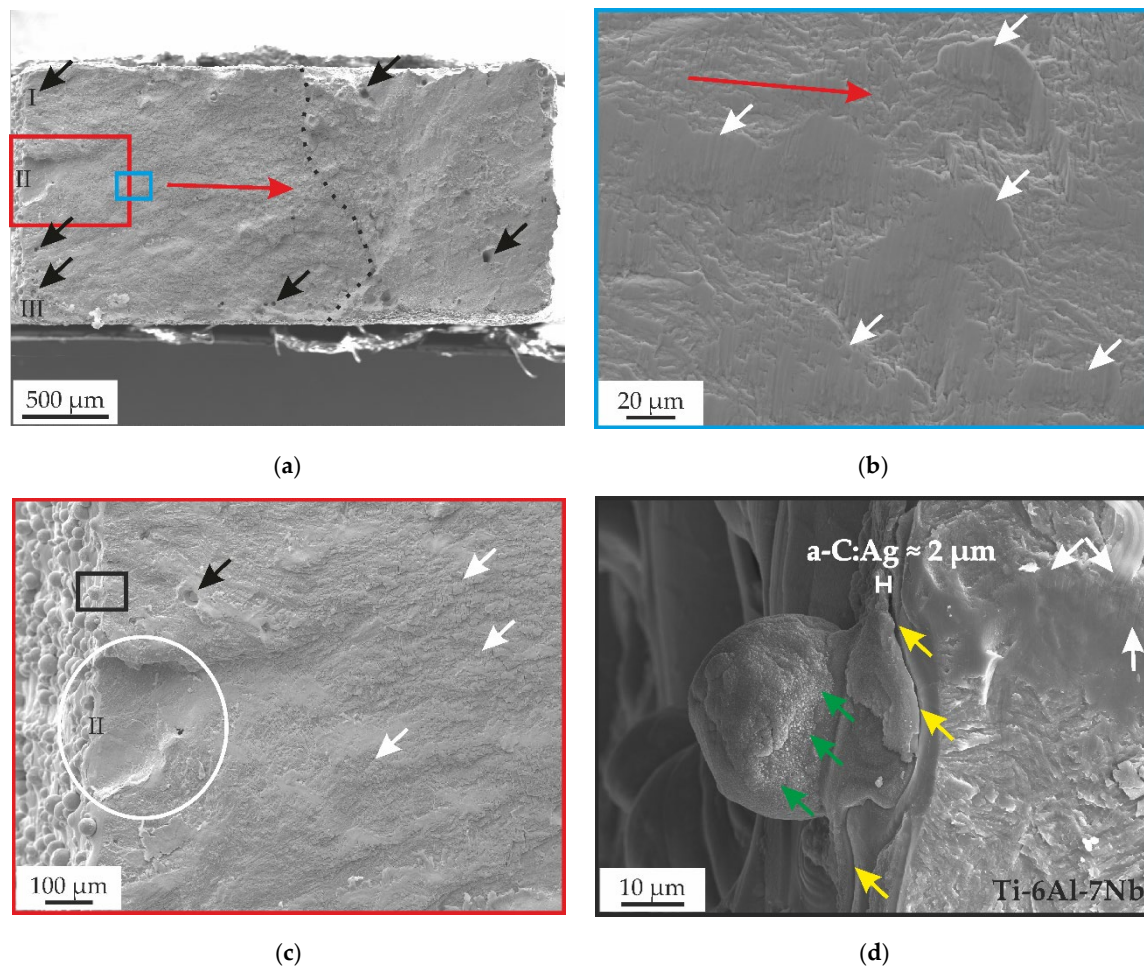 I
II
III
500 µm
20 µm
(a)
(b)
a-C:Ag ≈ 2 µm
H
II
100 µm
10 µm
Ti-6Al-7Nb
(c)
(d)